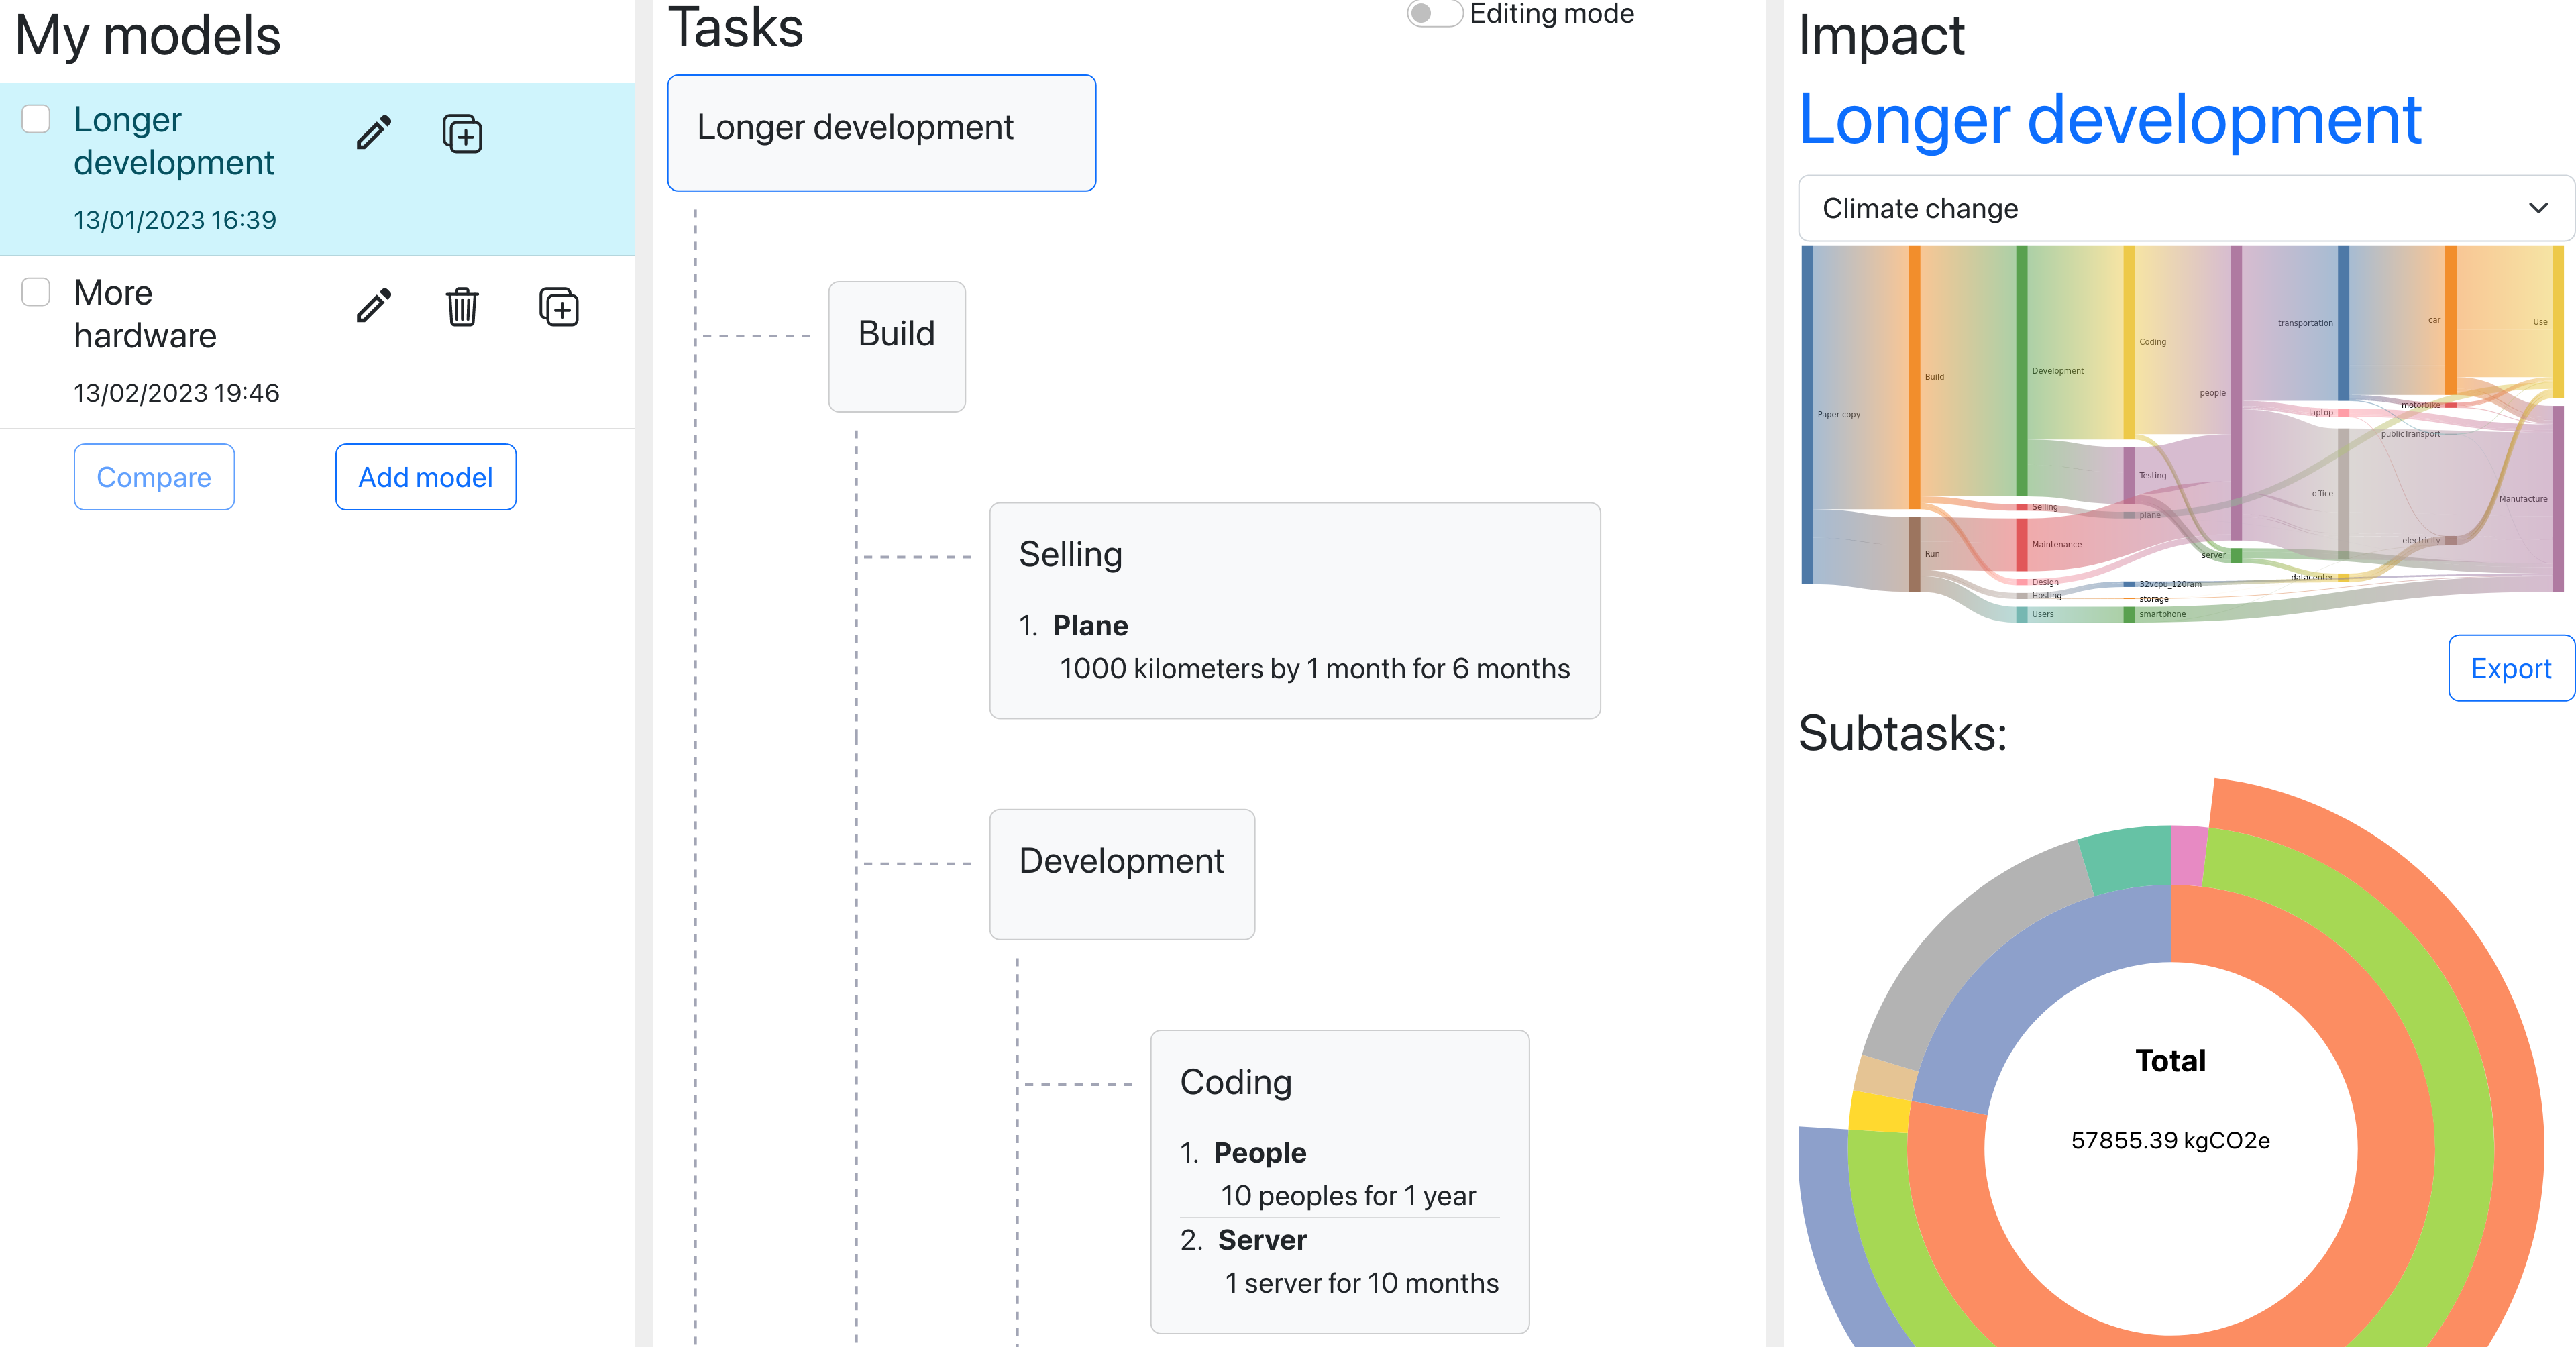 My models
Longer
development
13/01/2023 16:39
More
hardware
13/02/2023 19:46
Compare
Add model
Tasks
Editing mode
Longer development
Build
Selling
1. Plane
1000 kilometers by 1 month for 6 months
Development
Coding
1. People
10 peoples for 1 year
2. Server
1 server for 10 months
Impact
Longer development
Climate change
Paper copy
Build
Run
Development
Selling
Maintenance
Design
Hosting
Users
Coding
Testing
plane
32vcpu_120ram
storage
smartphone
people
server
transportation
laptop
office
datacenter
car
motorbike
publicTransport
electricity
Use
Manufacture
Export
Subtasks:
Total
57855.39 kgCO2e